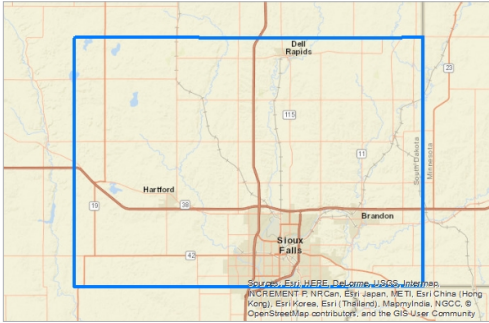 Dell
Rapids
23
115
11
South Dakota
Minnesota
Hartford
19
38
Brandon
Sioux
Falls
42
Sources: Esri, HERE, DeLorme, USGS, Intermap,
INCREMENT P, NRCan, Esri Japan, METI, Esri China (Hong
Kong), Esri Korea, Esri (Thailand), MapmyIndia, NGCC, ©
OpenStreetMap contributors, and the GIS User Community